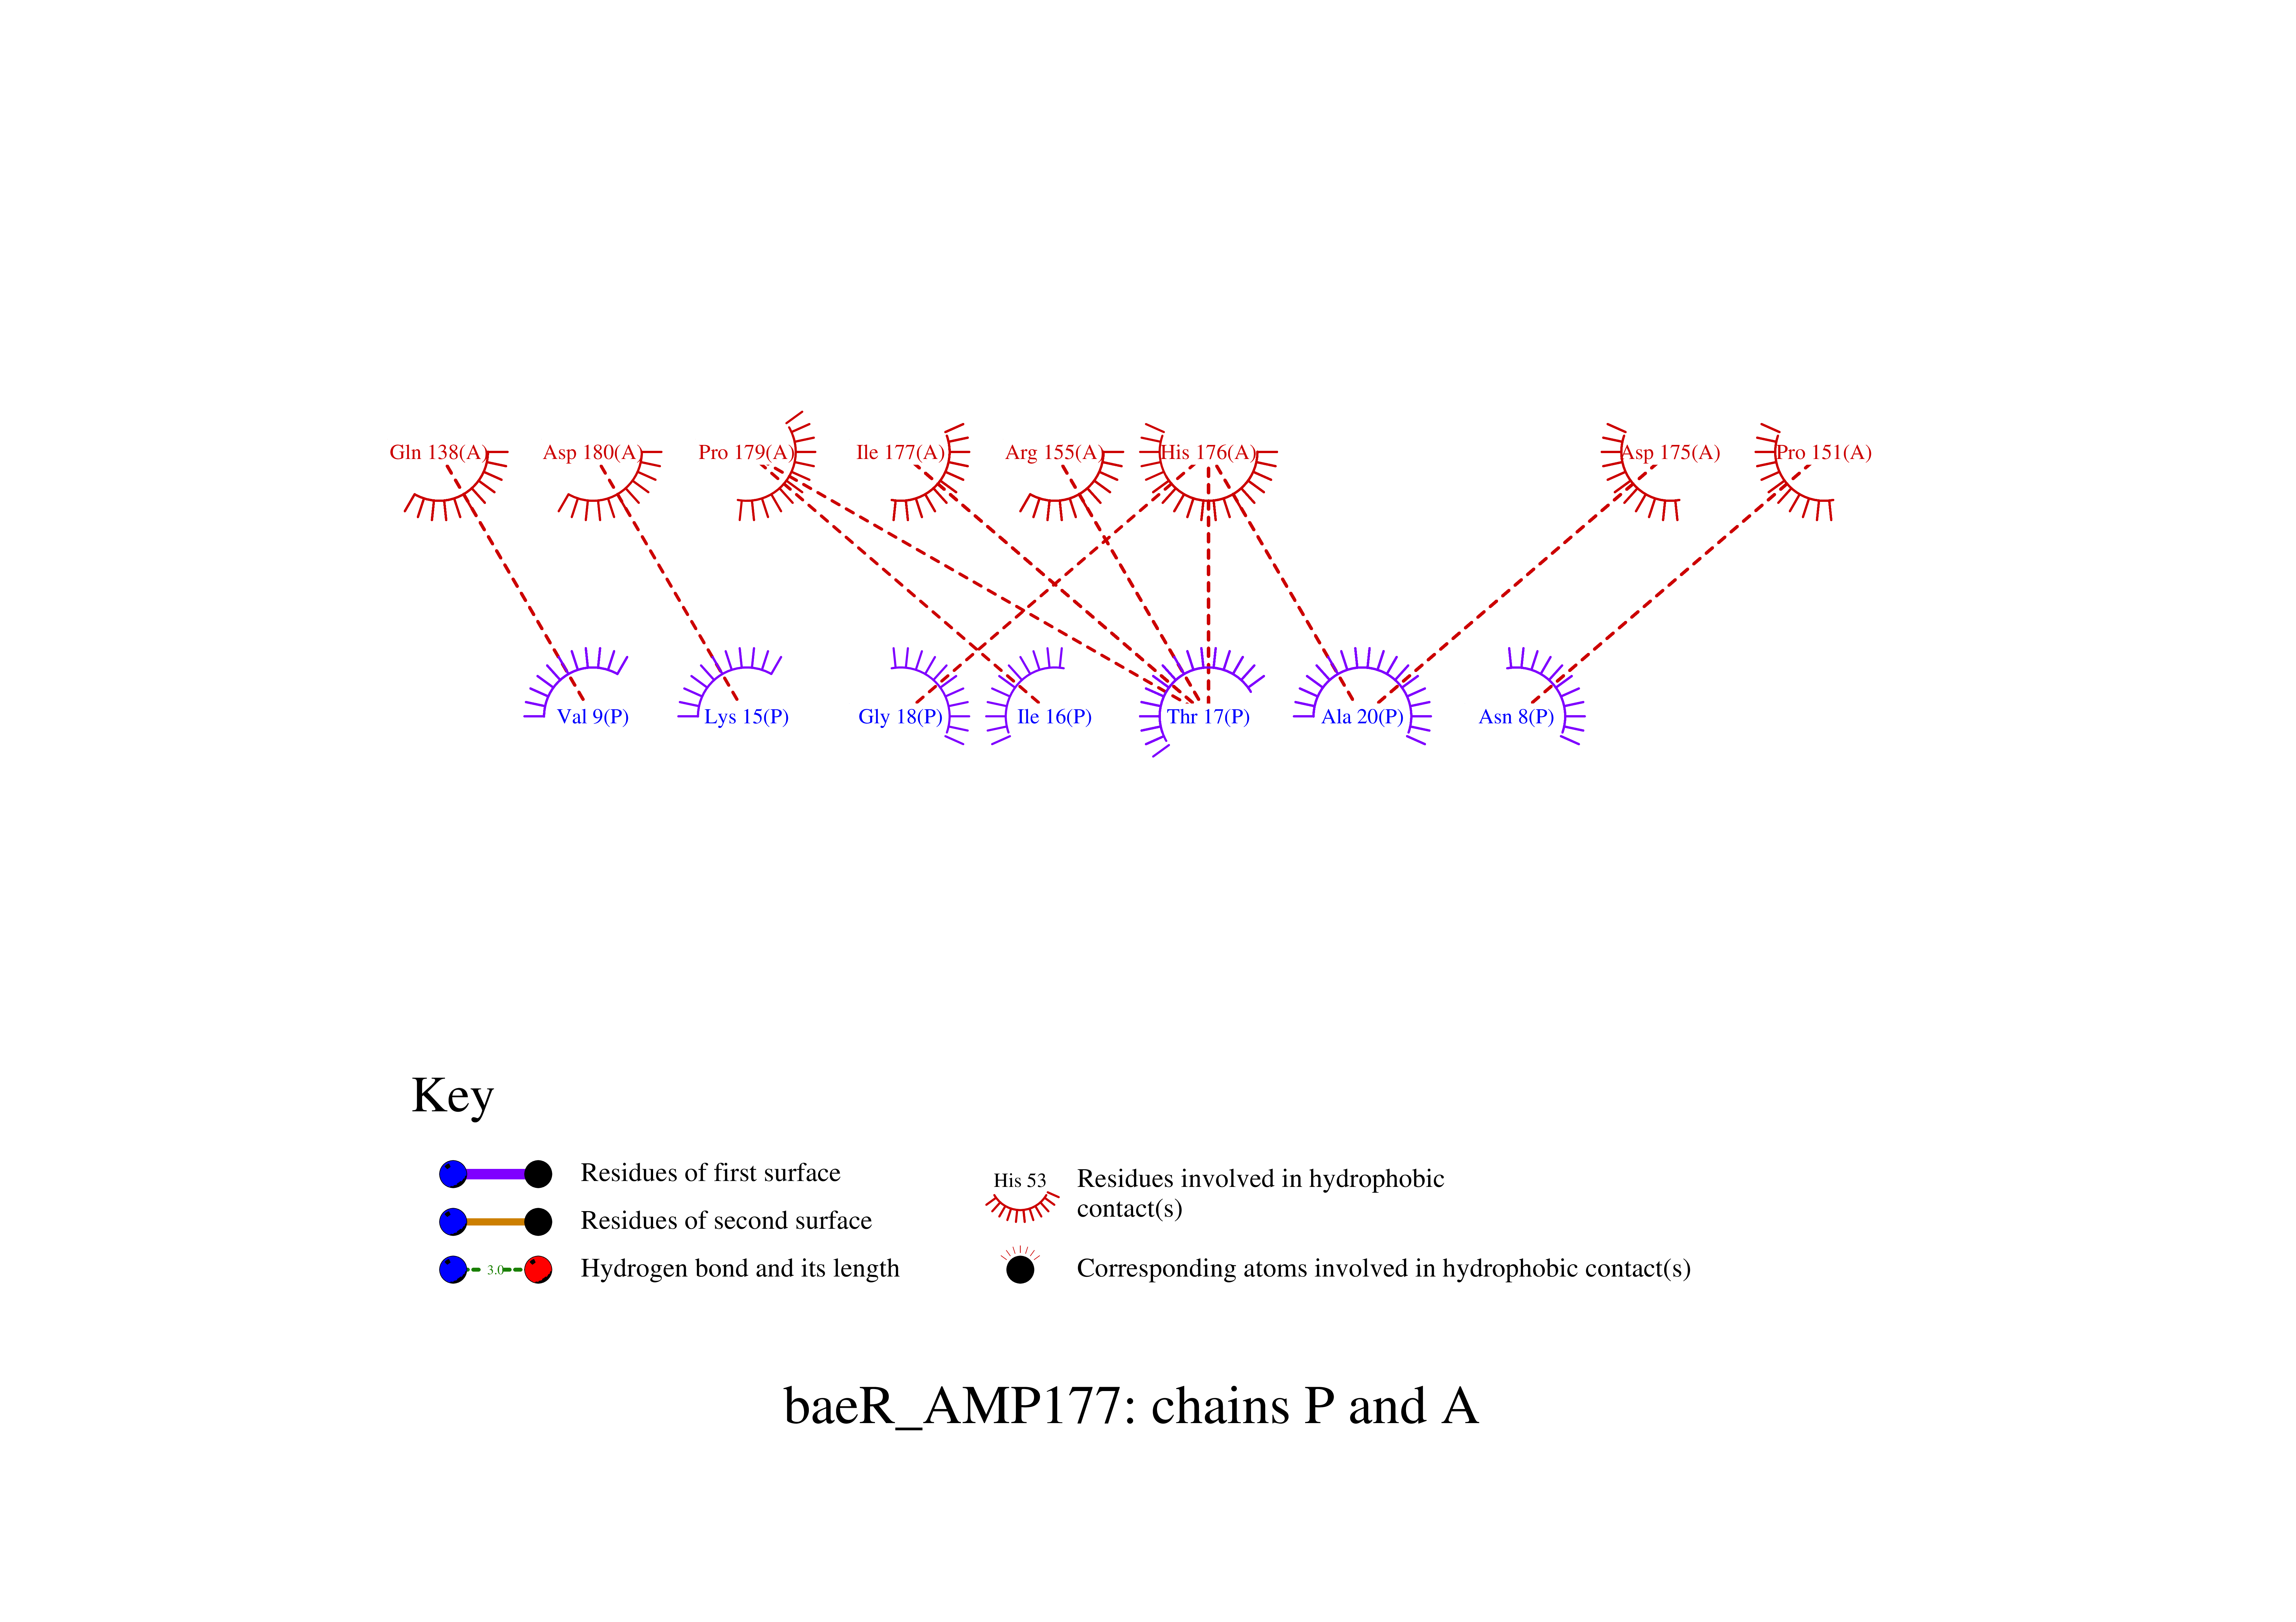 Gln 138(A) Asp 180(A) Pro 179(A) Ile 177(A) Arg 155(A) His 176(A) Asp 175(A) Pro 151(A)
Val 9(P) Lys 15(P) Gly 18(P) Ile 16(P) Thr 17(P) Ala 20(P) Asn 8(P)
Key
Residues of first surface
Residues of second surface
3.0 Hydrogen bond and its length
His 53 Residues involved in hydrophobic
contact(s)
Corresponding atoms involved in hydrophobic contact(s)
baeR_AMP177: chains P and A